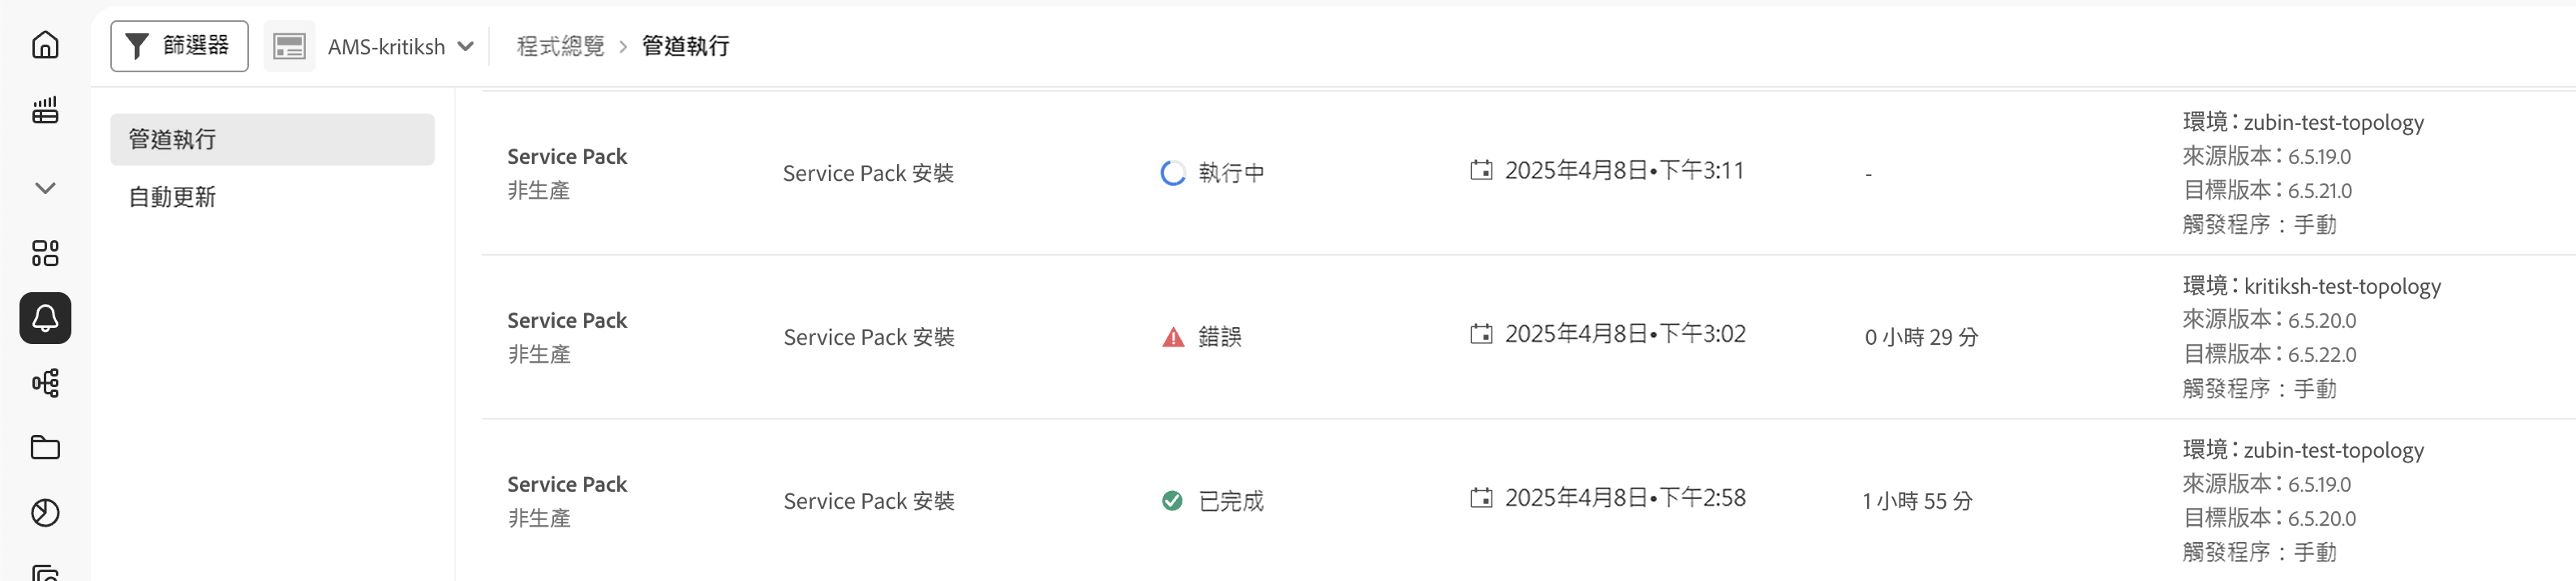 篩選器
AMS-kritiksh
程式總覽 > 管道執行
管道執行
自動更新
Service Pack
非生產
Service Pack 安裝
執行中
2025年4月8日•下午3:11
-
環境：zubin-test-topology
來源版本：6.5.19.0
目標版本：6.5.21.0
觸發程序：手動
Service Pack
非生產
Service Pack 安裝
錯誤
2025年4月8日•下午3:02
0 小時 29 分
環境：kritiksh-test-topology
來源版本：6.5.20.0
目標版本：6.5.22.0
觸發程序：手動
Service Pack
非生產
Service Pack 安裝
已完成
2025年4月8日•下午2:58
1 小時 55 分
環境：zubin-test-topology
來源版本：6.5.19.0
目標版本：6.5.20.0
觸發程序：手動